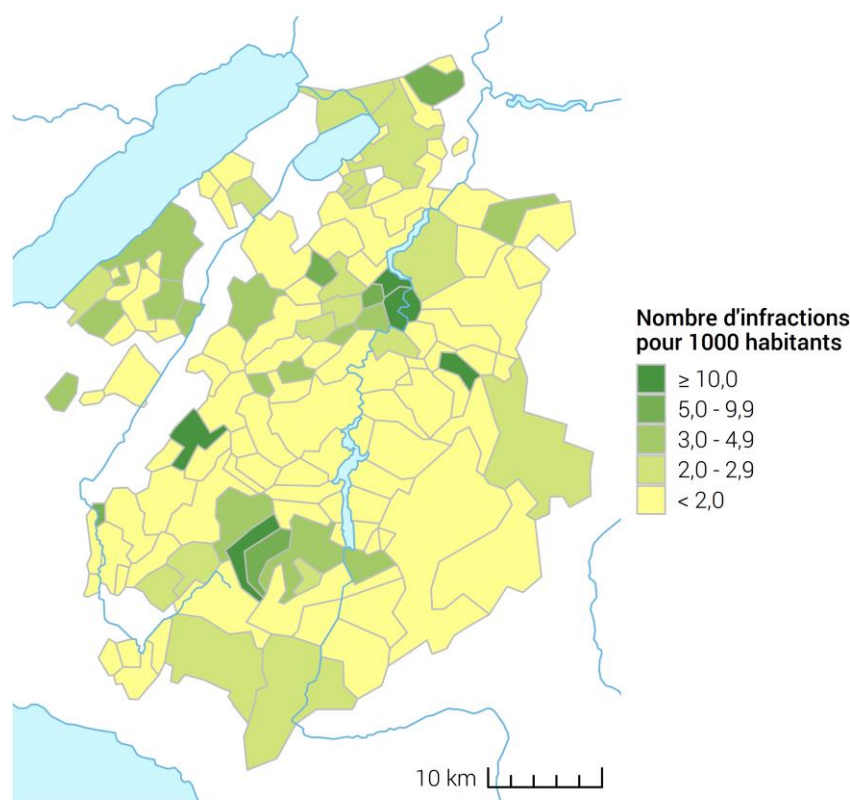 Nombre d'infractions
pour 1000 habitants
≥ 10,0
5,0 - 9,9
3,0 - 4,9
2,0 - 2,9
< 2,0
10 km